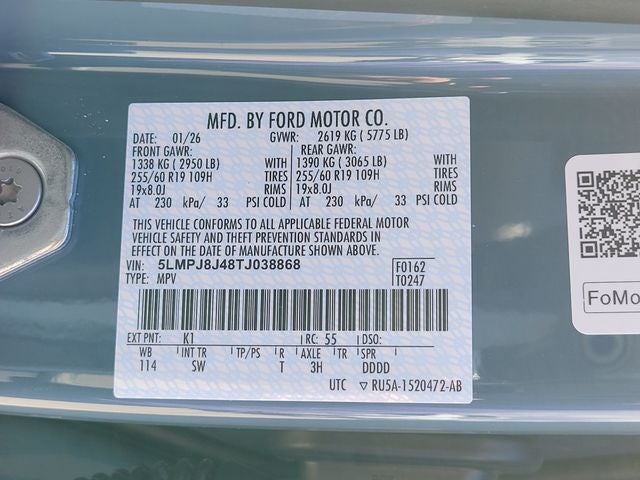 MFD. BY FORD MOTOR CO.
DATE: 01/26 GVWR: 2619 KG ( 5775 LB)
FRONT GAWR: REAR GAWR:
1338 KG ( 2950 LB) WITH 1390 KG ( 3065 LB) WITH
255/60 R19 109H TIRES 255/60 R19 109H TIRES
19x8.0J RIMS 19x8.0J RIMS
AT 230 kPa/ 33 PSI COLD AT 230 kPa/ 33 PSI COLD
THIS VEHICLE CONFORMS TO ALL APPLICABLE FEDERAL MOTOR
VEHICLE SAFETY AND THEFT PREVENTION STANDARDS IN
EFFECT ON THE DATE OF MANUFACTURE SHOWN ABOVE.
VIN: 5LMPJ8J48TJ038868 F0162
TYPE: MPV T0247
EXT PNT: K1 RC: 55 DSO:
WB INT TR TP/PS R AXLE TR SPR
114 SW T 3H DDDD
UTC ▽ RU5A-1520472-AB
FoMo